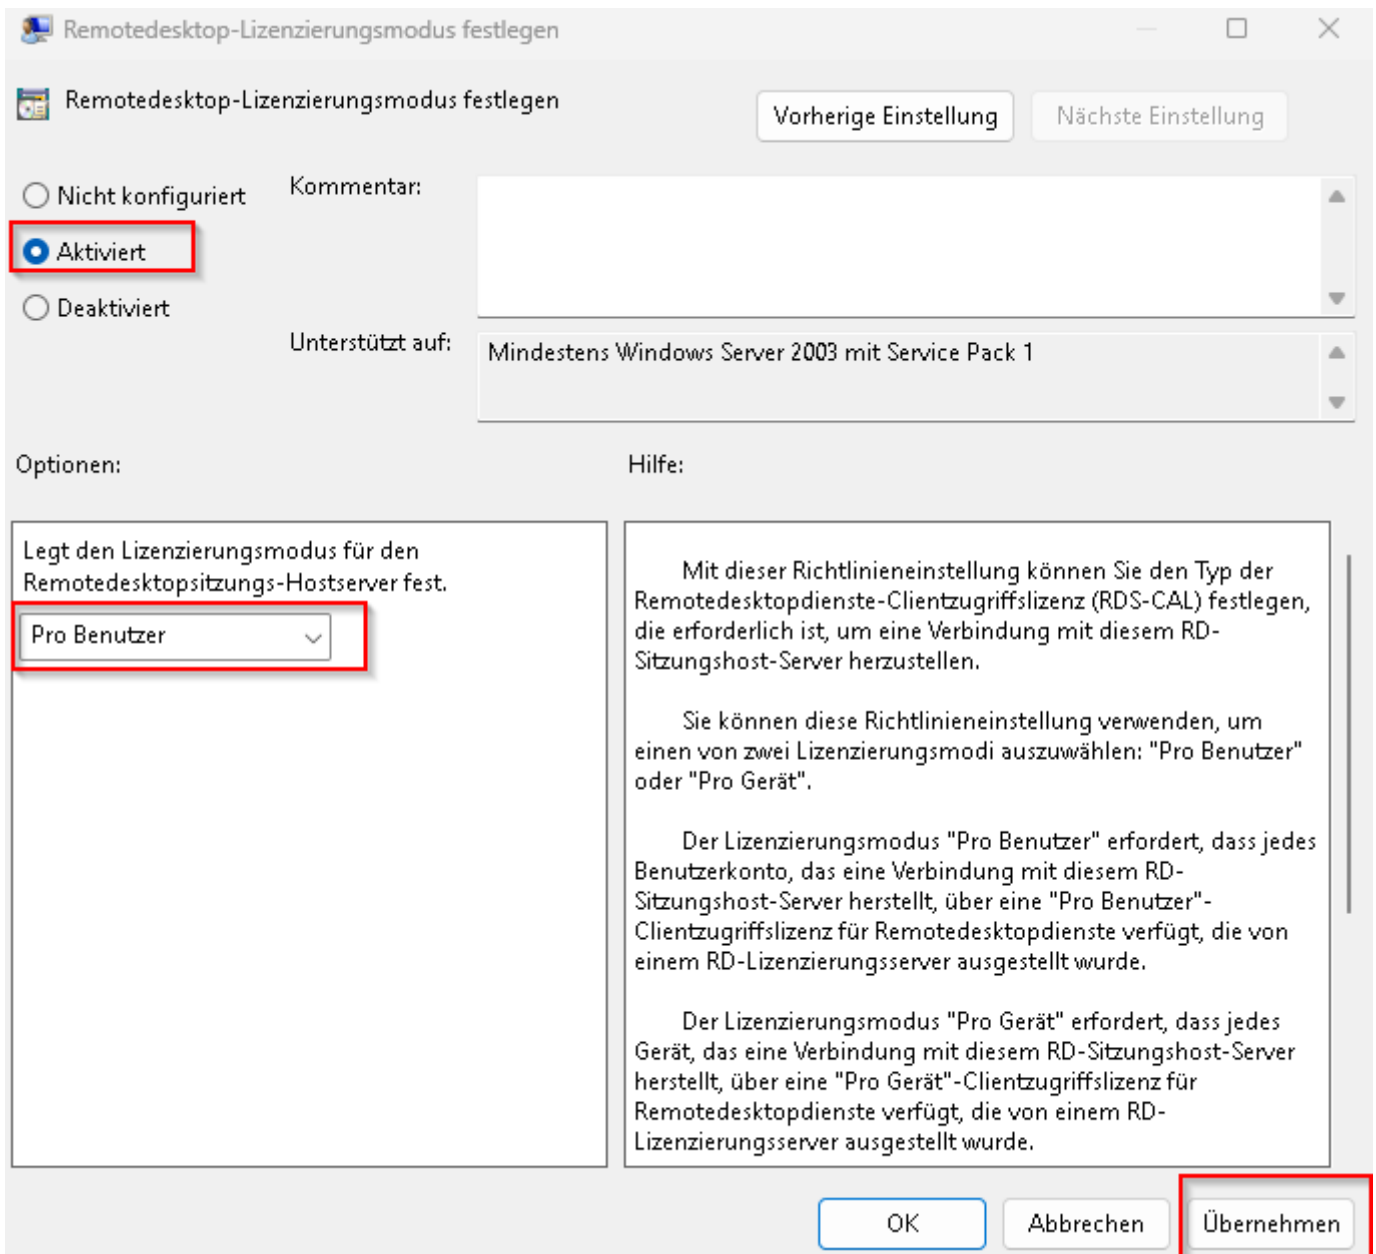 Remotedesktop-Lizenzierungsmodus festlegen
Remotedesktop-Lizenzierungsmodus festlegen
Vorherige Einstellung
Nächste Einstellung
Nicht konfiguriert
Kommentar:
Aktiviert
Deaktiviert
Unterstützt auf:
Mindestens Windows Server 2003 mit Service Pack 1
Optionen:
Hilfe:
Legt den Lizenzierungsmodus für den
Remotedesktopsitzungs-Hostserver fest.
Pro Benutzer
Mit dieser Richtlinieneinstellung können Sie den Typ der
Remotedesktopdienste-Clientzugriffslizenz (RDS-CAL) festlegen,
die erforderlich ist, um eine Verbindung mit diesem RD-
Sitzungshost-Server herzustellen.
Sie können diese Richtlinieneinstellung verwenden, um
einen von zwei Lizenzierungsmodi auszuwählen: "Pro Benutzer"
oder "Pro Gerät".
Der Lizenzierungsmodus "Pro Benutzer" erfordert, dass jedes
Benutzerkonto, das eine Verbindung mit diesem RD-
Sitzungshost-Server herstellt, über eine "Pro Benutzer"-
Clientzugriffslizenz für Remotedesktopdienste verfügt, die von
einem RD-Lizenzierungsserver ausgestellt wurde.
Der Lizenzierungsmodus "Pro Gerät" erfordert, dass jedes
Gerät, das eine Verbindung mit diesem RD-Sitzungshost-Server
herstellt, über eine "Pro Gerät"-Clientzugriffslizenz für
Remotedesktopdienste verfügt, die von einem RD-
Lizenzierungsserver ausgestellt wurde.
OK
Abbrechen
Übernehmen